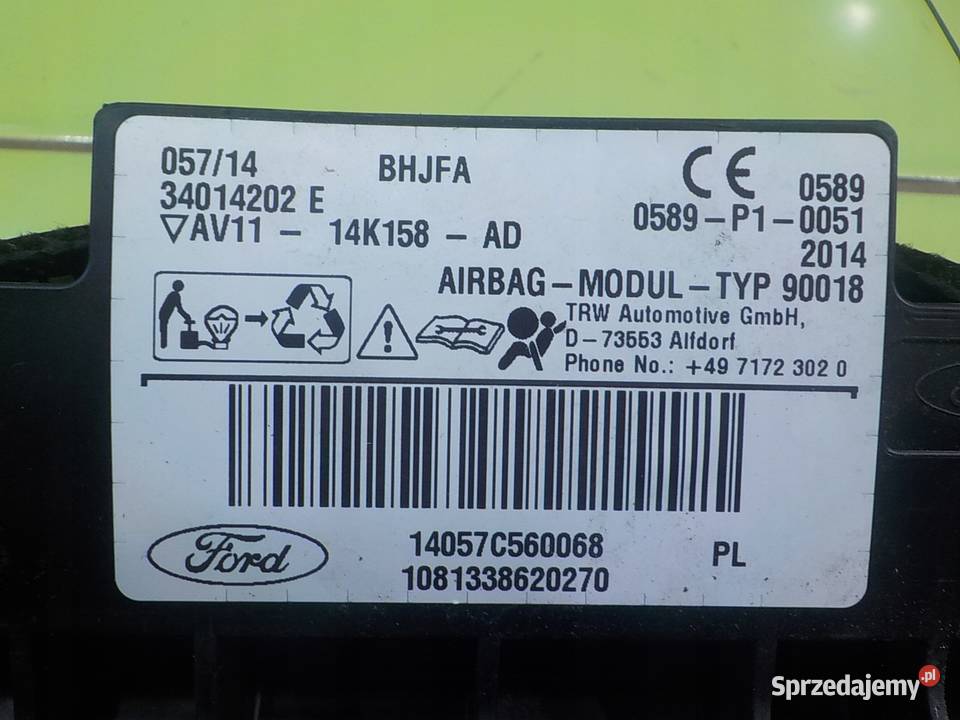 057/14 BHJFA CE 0589
34014202 E 0589-P1-0051
▽AV11 - 14K158 - AD 2014
AIRBAG-MODUL-TYP 90018
TRW Automotive GmbH,
D-73553 Alfdorf
Phone No.: +49 7172 302 0
Ford 14057C560068 PL
1081338620270
Sprzedajemy.pl